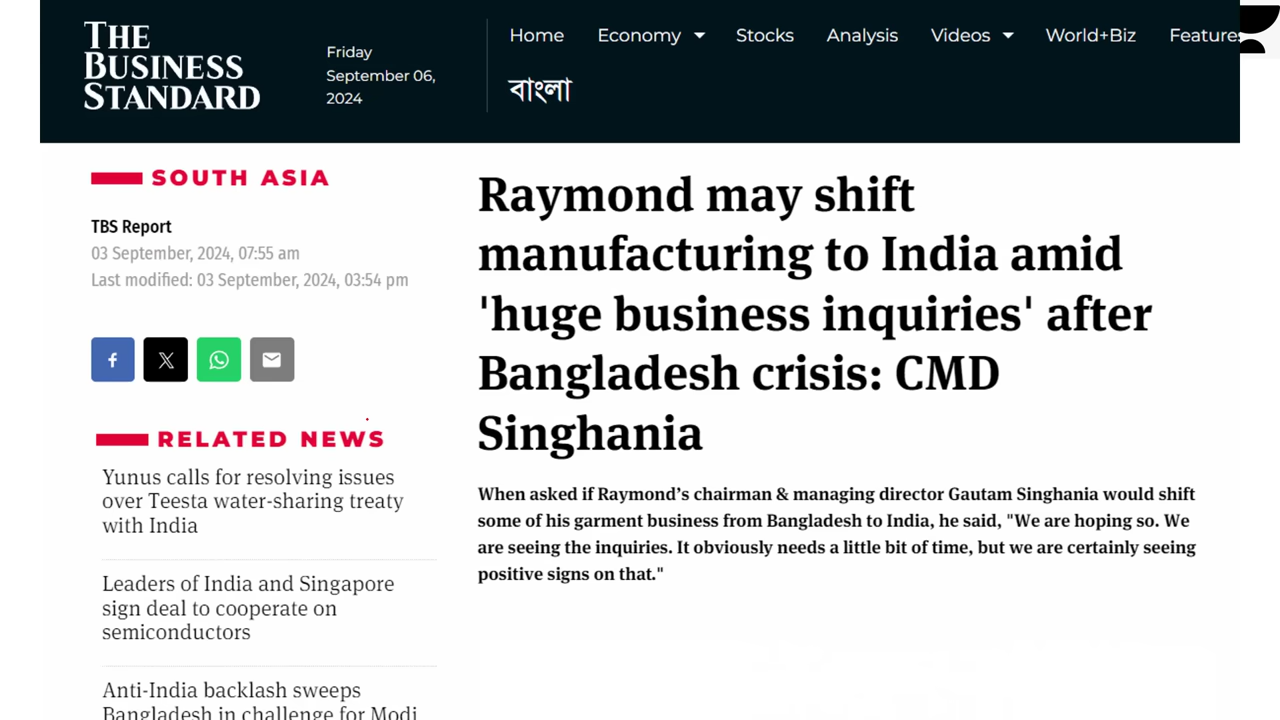 THE
BUSINESS
STANDARD
Friday
September 06,
2024
Home Economy Stocks Analysis Videos World+Biz Features
বাংলা
SOUTH ASIA
TBS Report
03 September, 2024, 07:55 am
Last modified: 03 September, 2024, 03:54 pm
RELATED NEWS
Yunus calls for resolving issues
over Teesta water-sharing treaty
with India
Leaders of India and Singapore
sign deal to cooperate on
semiconductors
Anti-India backlash sweeps
Bangladesh in challenge for Modi
Raymond may shift
manufacturing to India amid
'huge business inquiries' after
Bangladesh crisis: CMD
Singhania
When asked if Raymond’s chairman & managing director Gautam Singhania would shift
some of his garment business from Bangladesh to India, he said, "We are hoping so. We
are seeing the inquiries. It obviously needs a little bit of time, but we are certainly seeing
positive signs on that."